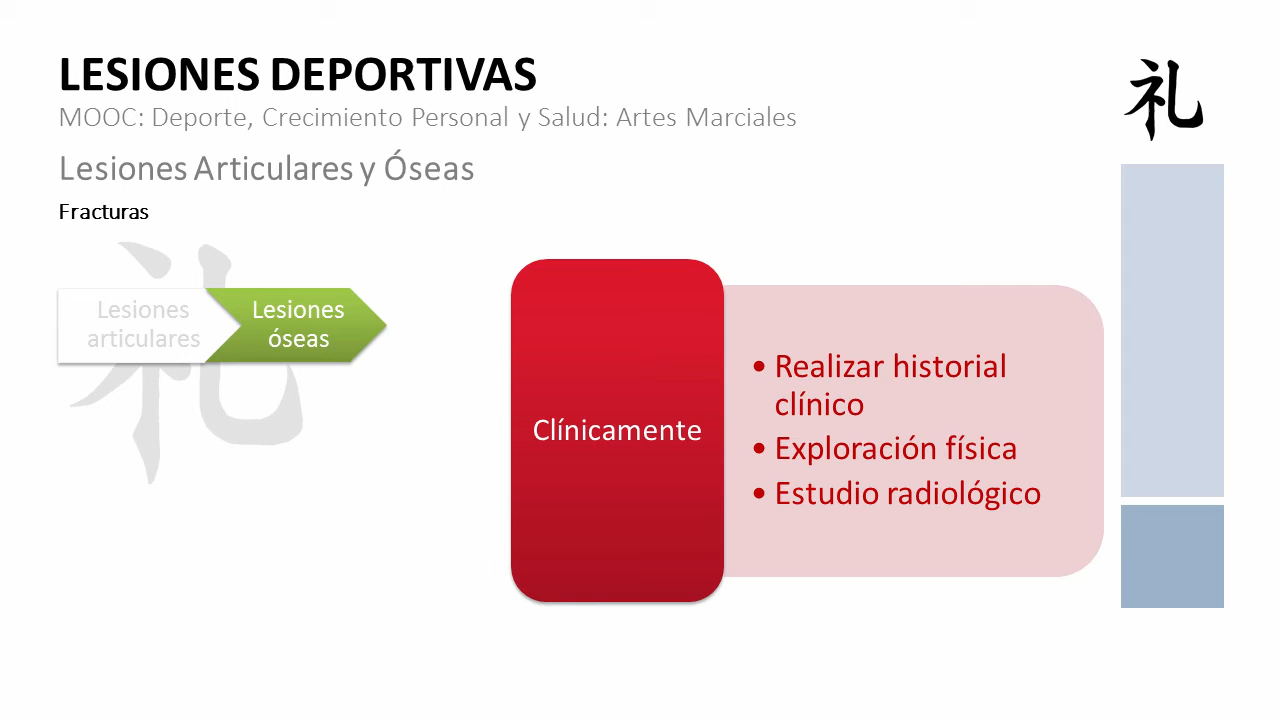 LESIONES DEPORTIVAS
MOOC: Deporte, Crecimiento Personal y Salud: Artes Marciales
礼
Lesiones Articulares y Óseas
Fracturas
礼
Lesiones
articulares
Lesiones
óseas
Clínicamente
• Realizar historial
clínico
• Exploración física
• Estudio radiológico